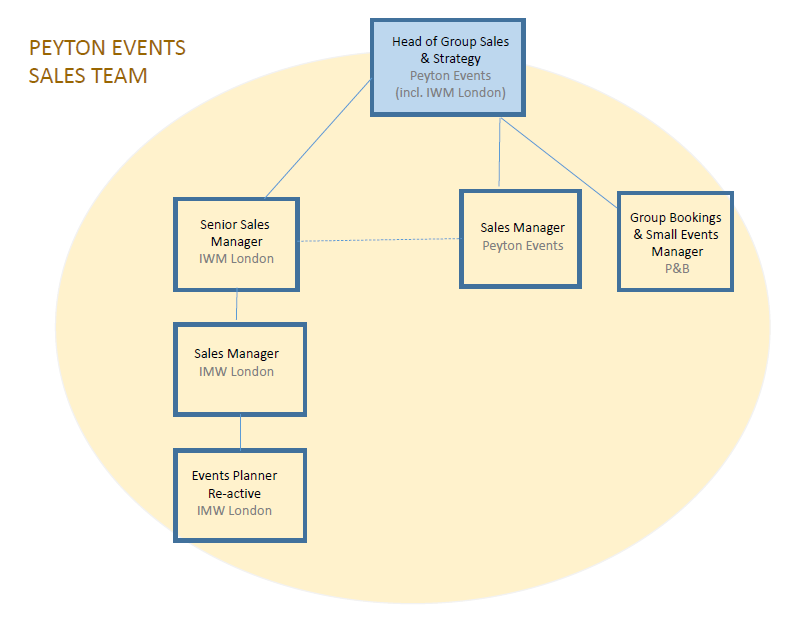 PEYTON EVENTS
SALES TEAM
Head of Group Sales
& Strategy
Peyton Events
(incl. IWM London)
Senior Sales
Manager
IWM London
Sales Manager
Peyton Events
Group Bookings
& Small Events
Manager
P&B
Sales Manager
IMW London
Events Planner
Re-active
IMW London